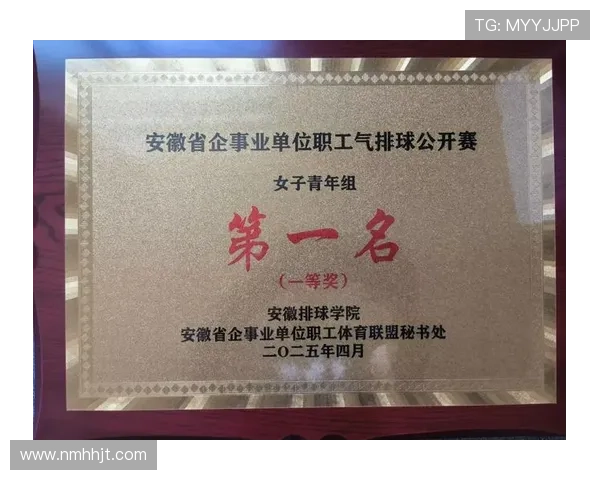 TG: MYYJJPP
安徽省企事业单位职工气排球公开赛
女子青年组
第一名
(一等奖)
安徽排球学院
安徽省企事业单位职工体育联盟秘书处
二〇二五年四月
www.nmhhjt.com